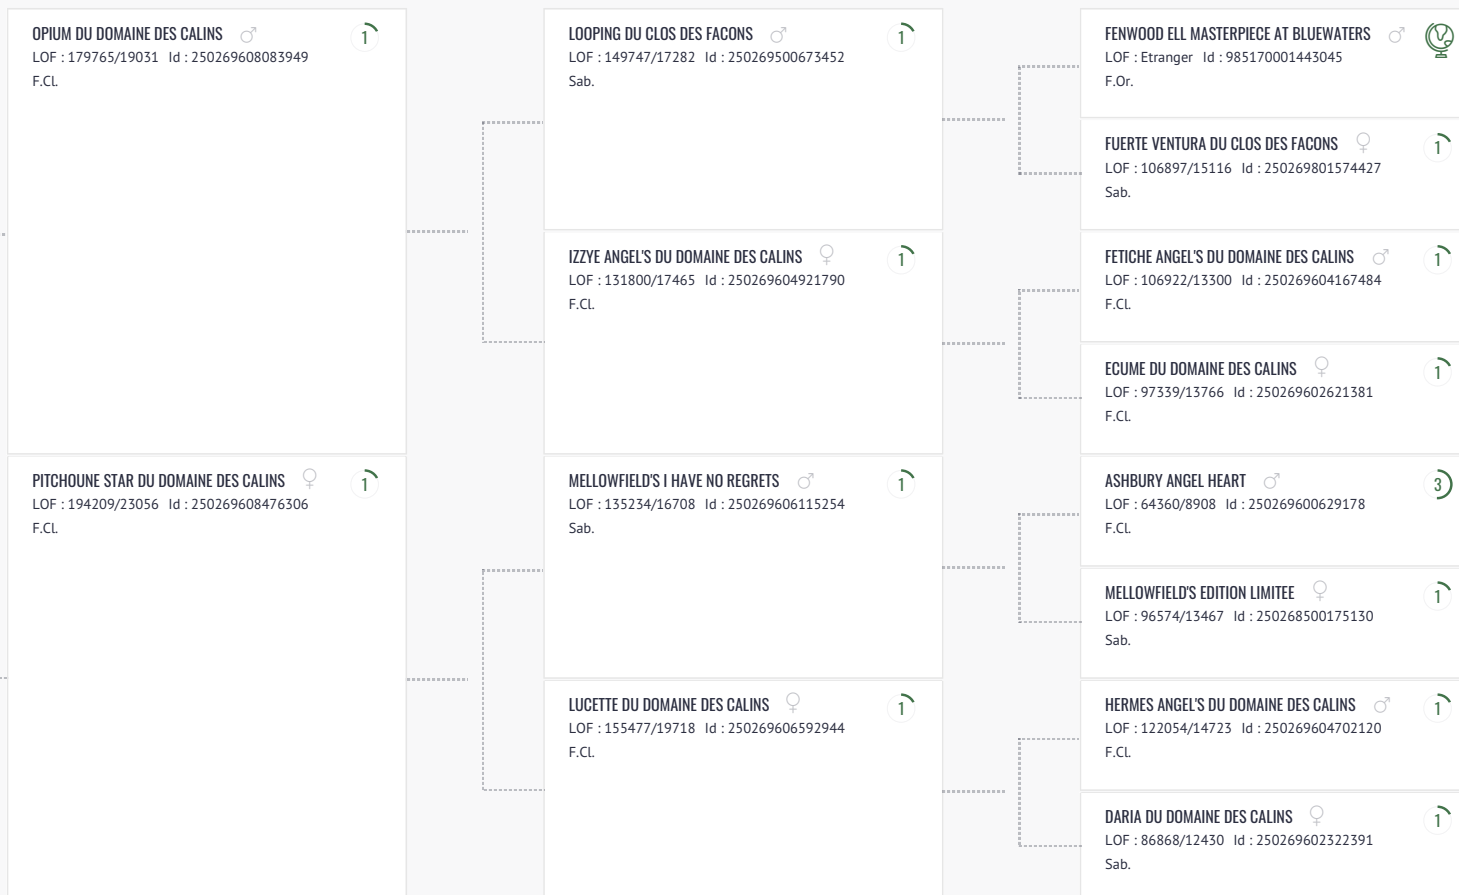 OPIUM DU DOMAINE DES CALINS ♂ 1
LOF : 179765/19031 Id : 250269608083949
F.Cl.
PITCHOUNE STAR DU DOMAINE DES CALINS ♀ 1
LOF : 194209/23056 Id : 250269608476306
F.Cl.
LOOPING DU CLOS DES FACONS ♂ 1
LOF : 149747/17282 Id : 250269500673452
Sab.
IZZYE ANGEL'S DU DOMAINE DES CALINS ♀ 1
LOF : 131800/17465 Id : 250269604921790
F.Cl.
MELLOWFIELD'S I HAVE NO REGRETS ♂ 1
LOF : 135234/16708 Id : 250269606115254
Sab.
LUCETTE DU DOMAINE DES CALINS ♀ 1
LOF : 155477/19718 Id : 250269606592944
F.Cl.
FENWOOD ELL MASTERPIECE AT BLUEWATERS ♂
LOF : Etranger Id : 985170001443045
F.Or.
FUERTE VENTURA DU CLOS DES FACONS ♀ 1
LOF : 106897/15116 Id : 250269801574427
Sab.
FETICHE ANGEL'S DU DOMAINE DES CALINS ♂ 1
LOF : 106922/13300 Id : 250269604167484
F.Cl.
ECUME DU DOMAINE DES CALINS ♀ 1
LOF : 97339/13766 Id : 250269602621381
F.Cl.
ASHBURY ANGEL HEART ♂ 3
LOF : 64360/8908 Id : 250269600629178
F.Cl.
MELLOWFIELD'S EDITION LIMITEE ♀ 1
LOF : 96574/13467 Id : 250268500175130
Sab.
HERMES ANGEL'S DU DOMAINE DES CALINS ♂ 1
LOF : 122054/14723 Id : 250269604702120
F.Cl.
DARIA DU DOMAINE DES CALINS ♀ 1
LOF : 86868/12430 Id : 250269602322391
Sab.